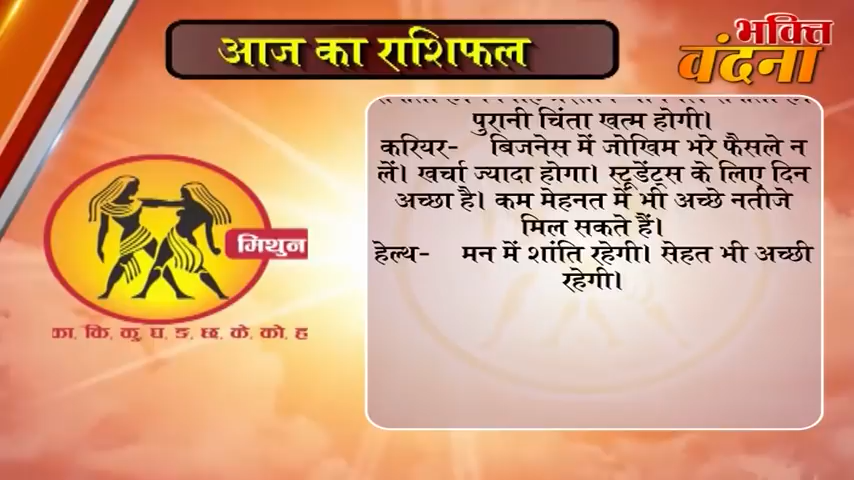 आज का राशिफल
भक्ति
वंदना
पुरानी चिंता खत्म होगी।
करियर- बिजनेस में जोखिम भरे फैसले न
लें। खर्चा ज्यादा होगा। स्टूडेंट्स के लिए दिन
अच्छा है। कम मेहनत में भी अच्छे नतीजे
मिल सकते हैं।
हेल्थ- मन में शांति रहेगी। सेहत भी अच्छी
रहेगी।
मिथुन
का, कि, कु, घ, ङ, छ, के, को, ह